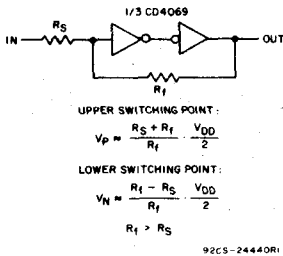 1/3 CD4069
RS
IN
OUT
Rf
UPPER SWITCHING POINT:
VP ≈ RS + Rf / Rf · VDD / 2
LOWER SWITCHING POINT:
VN ≈ Rf - RS / Rf · VDD / 2
Rf > RS
92CS-24440RI